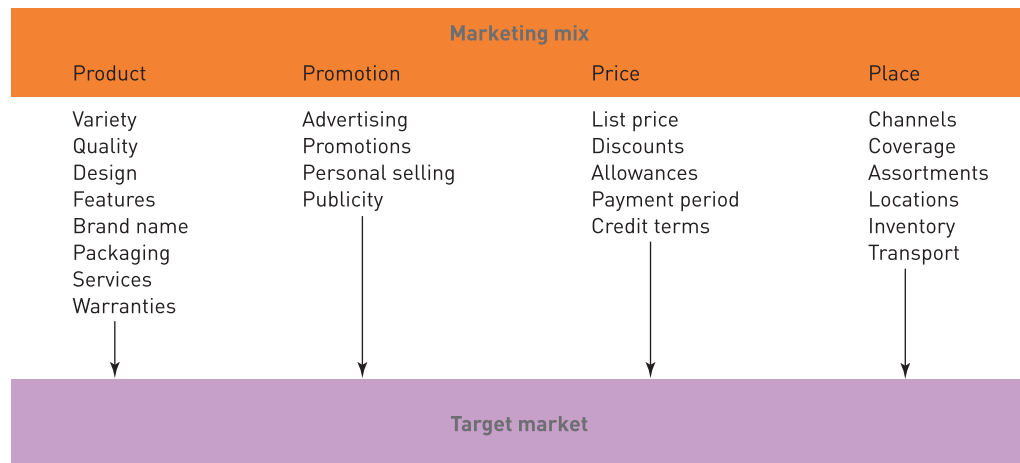 Marketing mix
Product
Promotion
Price
Place
Variety
Quality
Design
Features
Brand name
Packaging
Services
Warranties
Advertising
Promotions
Personal selling
Publicity
List price
Discounts
Allowances
Payment period
Credit terms
Channels
Coverage
Assortments
Locations
Inventory
Transport
Target market